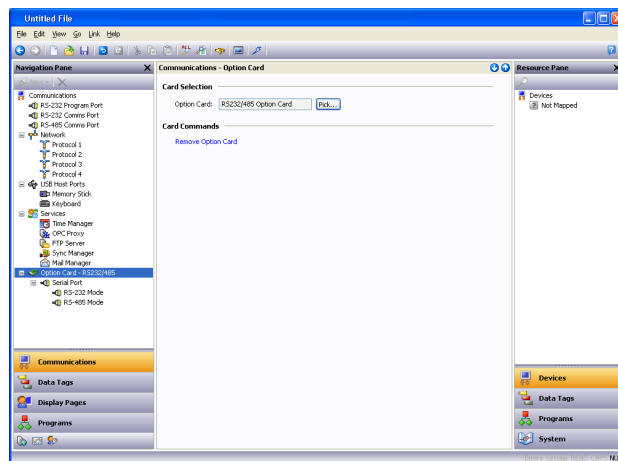 Untitled File
File Edit View Go Link Help
Navigation Pane
Communications
RS-232 Program Port
RS-232 Comms Port
RS-485 Comms Port
Network
Protocol 1
Protocol 2
Protocol 3
Protocol 4
USB Host Ports
Memory Stick
Keyboard
Services
Time Manager
OPC Proxy
FTP Server
Sync Manager
Mail Manager
Option Card - RS232/485
Serial Port
RS-232 Mode
RS-485 Mode
Communications
Data Tags
Display Pages
Programs
Communications - Option Card
Card Selection
Option Card: RS232/485 Option Card Pick...
Card Commands
Remove Option Card
Resource Pane
Devices
Not Mapped
Devices
Data Tags
Programs
System